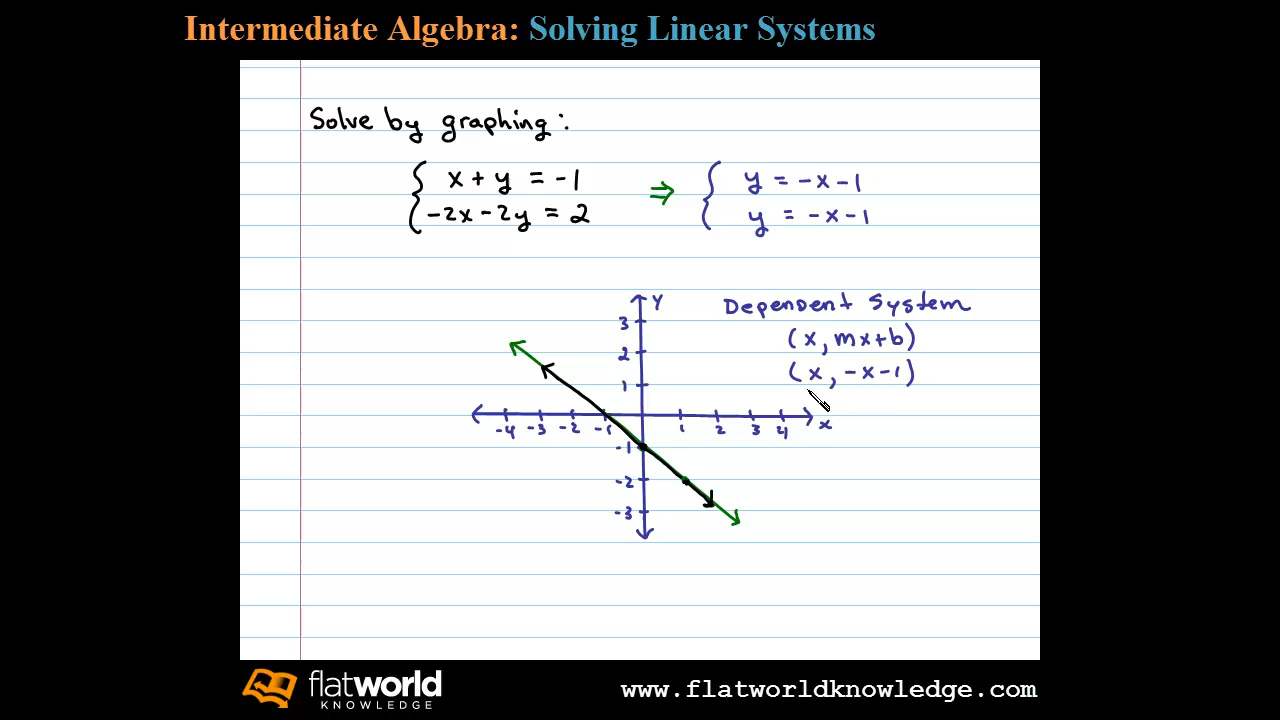 Intermediate Algebra: Solving Linear Systems
Solve by graphing:
x + y = -1 ⇒ y = -x - 1
-2x - 2y = 2 y = -x - 1
Dependent System
(x, mx+b)
(x, -x-1)
Y
3
2
1
-4 -3 -2 -1 1 2 3 4 x
-1
-2
-3
flatworld
KNOWLEDGE
www.flatworldknowledge.com